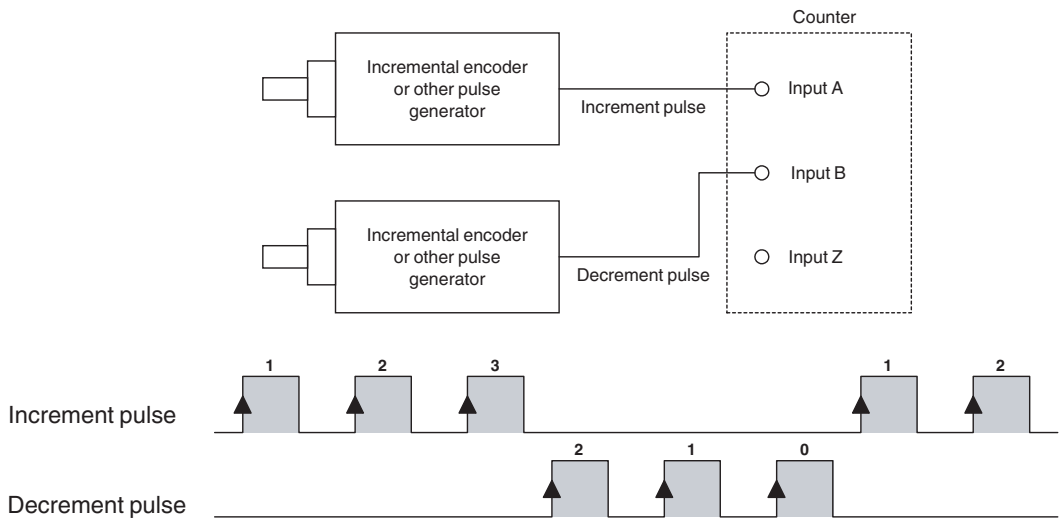 Counter
Incremental encoder
or other pulse
generator
Increment pulse
Input A
Input B
Incremental encoder
or other pulse
generator
Decrement pulse
Input Z
1 2 3 1 2
Increment pulse
2 1 0
Decrement pulse